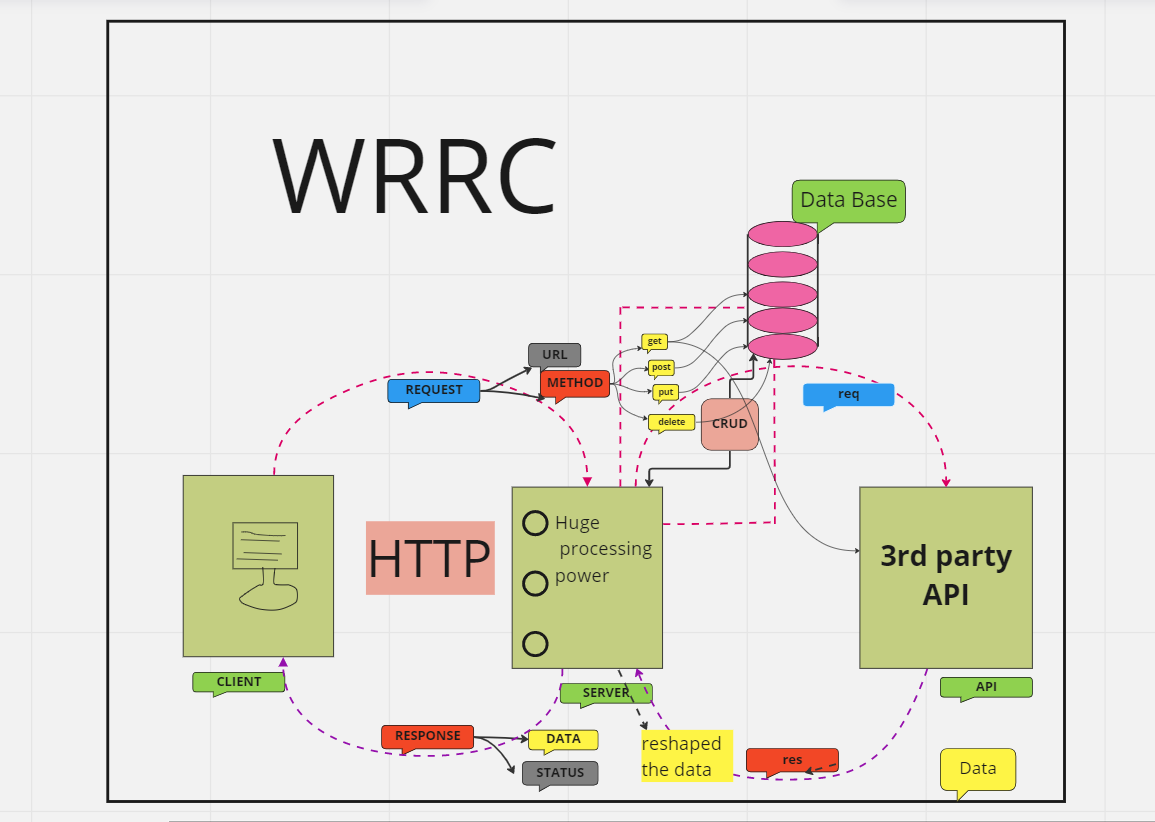 WRRC
Data Base
get
URL
post
METHOD
REQUEST
put
req
delete
CRUD
HTTP
Huge
processing
power
3rd party
API
CLIENT
SERVER
API
RESPONSE
DATA
STATUS
reshaped
the data
res
Data